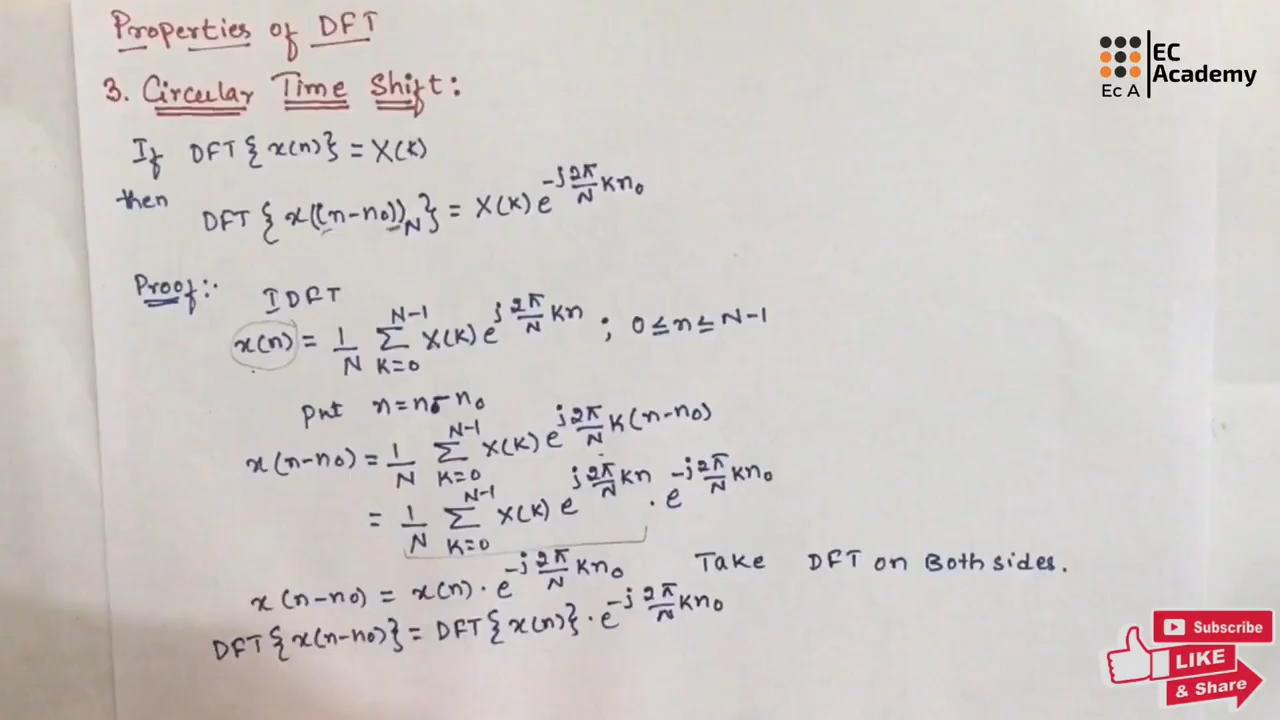 Properties of DFT
3. Circular Time Shift:
If DFT{x(n)} = X(K)
then
DFT{x((n-n₀))_N} = X(K) e^{-j 2π/N Kn₀}
Proof:-
IDFT
x(n) = 1/N Σ_{K=0}^{N-1} X(K) e^{j 2π/N Kn} ; 0≤n≤N-1
Put n=n-n₀
x(n-n₀) = 1/N Σ_{K=0}^{N-1} X(K) e^{j 2π/N K(n-n₀)}
= 1/N Σ_{K=0}^{N-1} X(K) e^{j 2π/N Kn} . e^{-j 2π/N Kn₀}
x(n-n₀) = x(n) . e^{-j 2π/N Kn₀} Take DFT on Both sides.
DFT{x(n-n₀)} = DFT{x(n)} . e^{-j 2π/N Kn₀}
EC
Academy
Ec A
Subscribe
LIKE
& Share